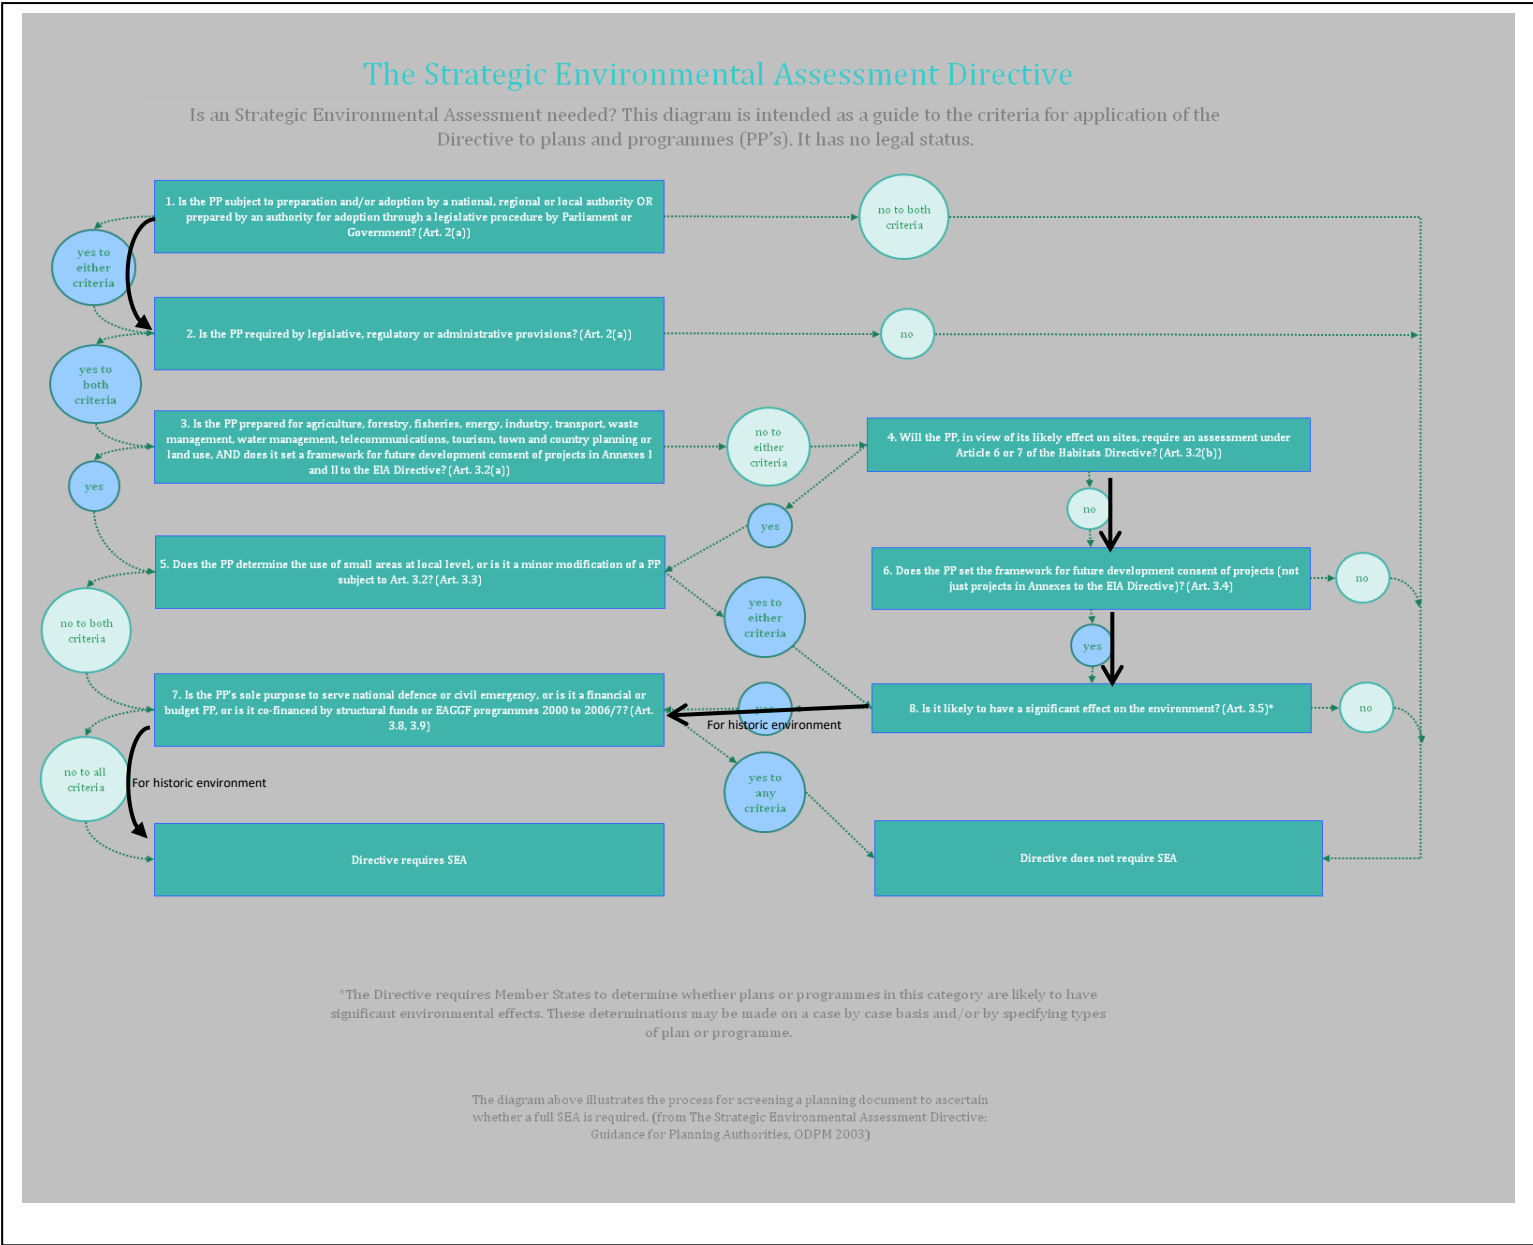 The Strategic Environmental Assessment Directive
Is an Strategic Environmental Assessment needed? This diagram is intended as a guide to the criteria for application of the
Directive to plans and programmes (PP's). It has no legal status.
1. Is the PP subject to preparation and/or adoption by a national, regional or local authority OR
prepared by an authority for adoption through a legislative procedure by Parliament or
Government? (Art. 2(a))
no to both
criteria
yes to
either
criteria
2. Is the PP required by legislative, regulatory or administrative provisions? (Art. 2(a))
no
yes to
both
criteria
3. Is the PP prepared for agriculture, forestry, fisheries, energy, industry, transport, waste
management, water management, telecommunications, tourism, town and country planning or
land use, AND does it set a framework for future development consent of projects in Annexes I
and II to the EIA Directive? (Art. 3.2(a))
no to
either
criteria
4. Will the PP, in view of its likely effect on sites, require an assessment under
Article 6 or 7 of the Habitats Directive? (Art. 3.2(b))
yes
yes
no
5. Does the PP determine the use of small areas at local level, or is it a minor modification of a PP
subject to Art. 3.2? (Art. 3.3)
6. Does the PP set the framework for future development consent of projects (not
just projects in Annexes to the EIA Directive)? (Art. 3.4)
no
no to both
criteria
yes to
either
criteria
yes
7. Is the PP's sole purpose to serve national defence or civil emergency, or is it a financial or
budget PP, or is it co-financed by structural funds or EAGGF programmes 2000 to 2006/7? (Art.
3.8, 3.9)
yes
For historic environment
8. Is it likely to have a significant effect on the environment? (Art. 3.5)*
no
no to all
criteria
For historic environment
yes to
any
criteria
Directive requires SEA
Directive does not require SEA
*The Directive requires Member States to determine whether plans or programmes in this category are likely to have
significant environmental effects. These determinations may be made on a case by case basis and/or by specifying types
of plan or programme.
The diagram above illustrates the process for screening a planning document to ascertain
whether a full SEA is required. (from The Strategic Environmental Assessment Directive:
Guidance for Planning Authorities, ODPM 2003)